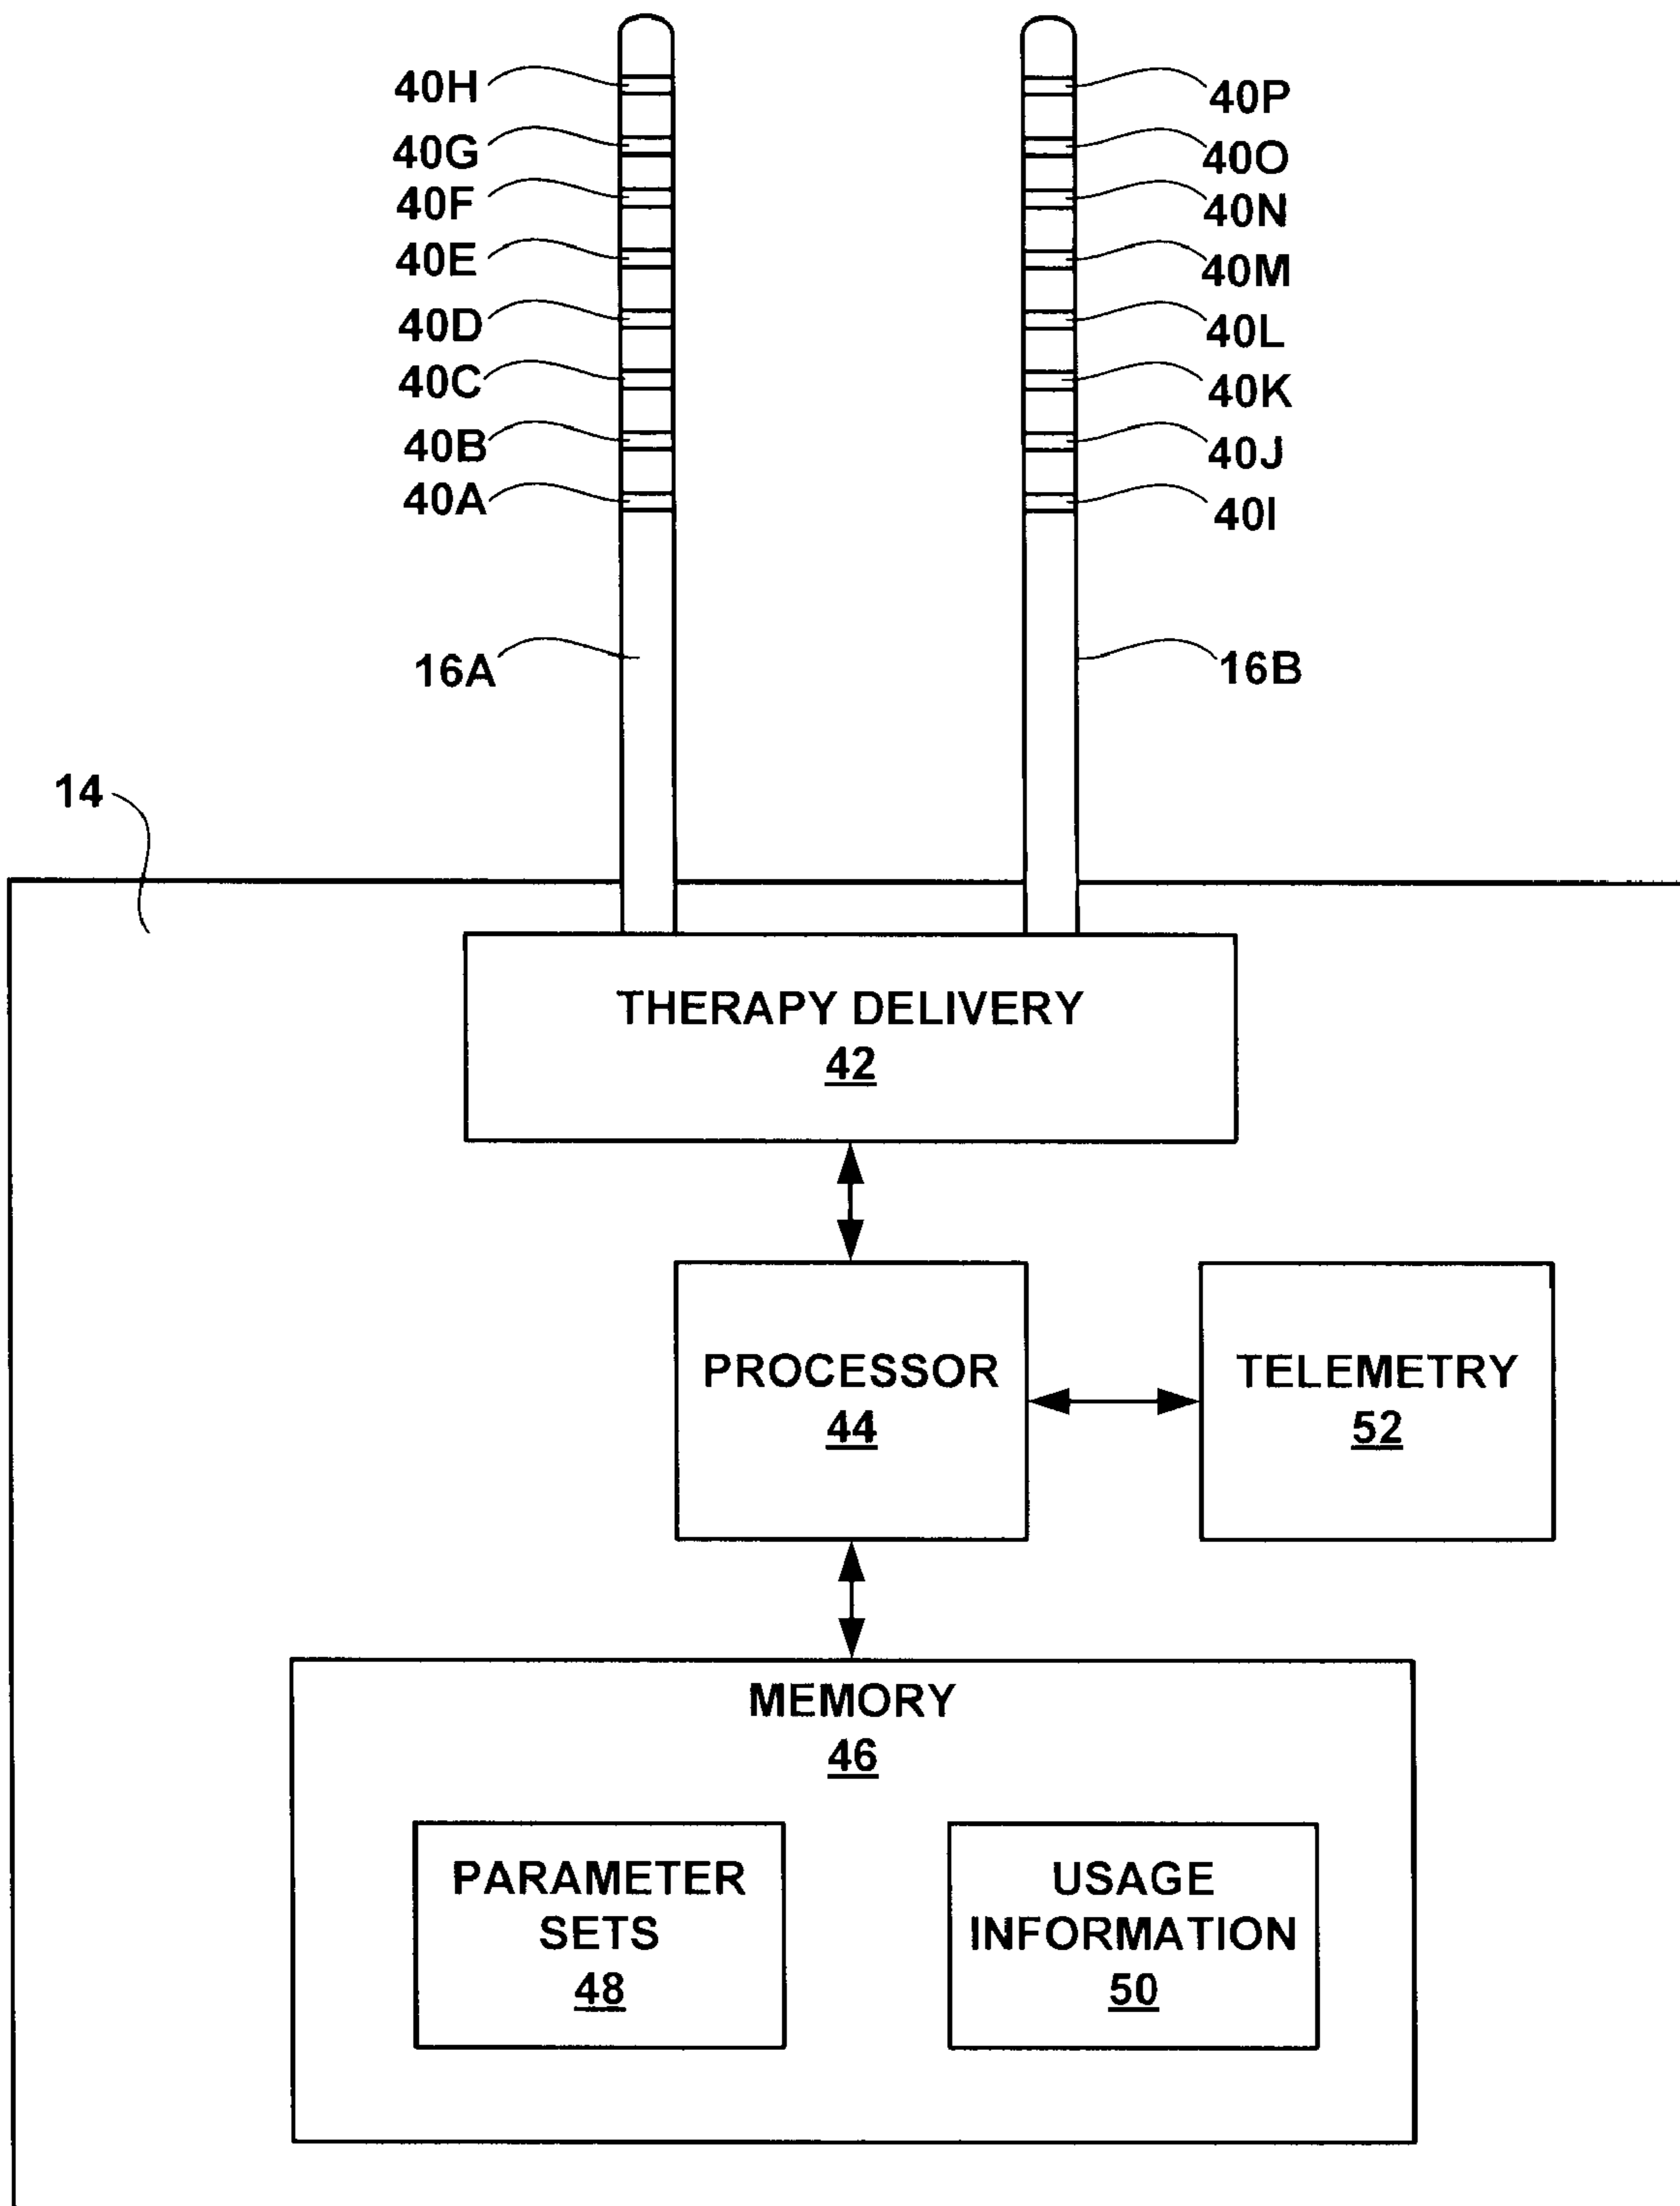 40H
40P
40G
40O
40F
40N
40E
40M
40D
40L
40C
40K
40B
40J
40A
40I
16A
16B
14
THERAPY DELIVERY
42
PROCESSOR
44
TELEMETRY
52
MEMORY
46
PARAMETER
SETS
48
USAGE
INFORMATION
50